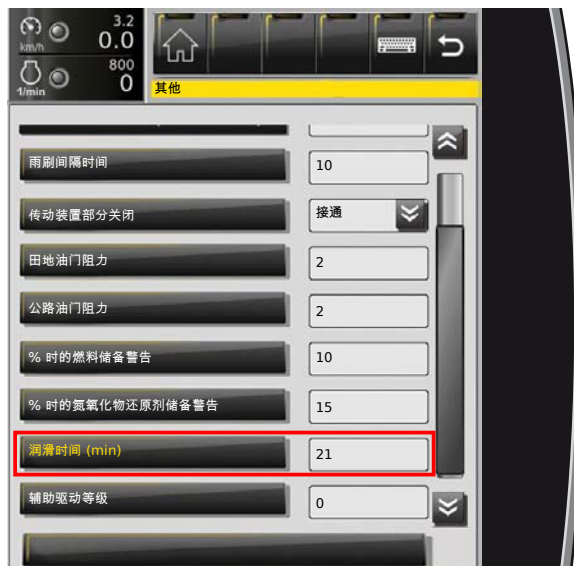 3.2
km/h
0.0
800
1/min
0
其他
雨刷间隔时间
10
传动装置部分关闭
接通
田地油门阻力
2
公路油门阻力
2
% 时的燃料储备警告
10
% 时的氮氧化物还原剂储备警告
15
润滑时间 (min)
21
辅助驱动等级
0